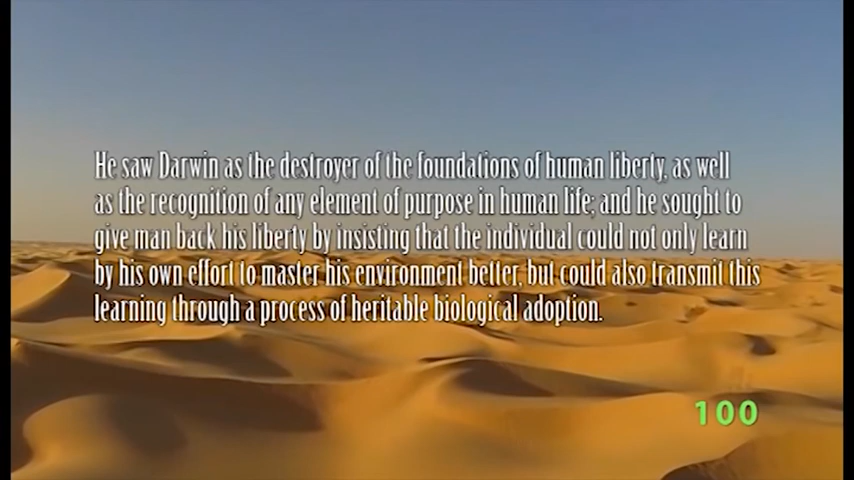 He saw Darwin as the destroyer of the foundations of human liberty, as well
as the recognition of any element of purpose in human life; and he sought to
give man back his liberty by insisting that the individual could not only learn
by his own effort to master his environment better, but could also transmit this
learning through a process of heritable biological adoption.
100